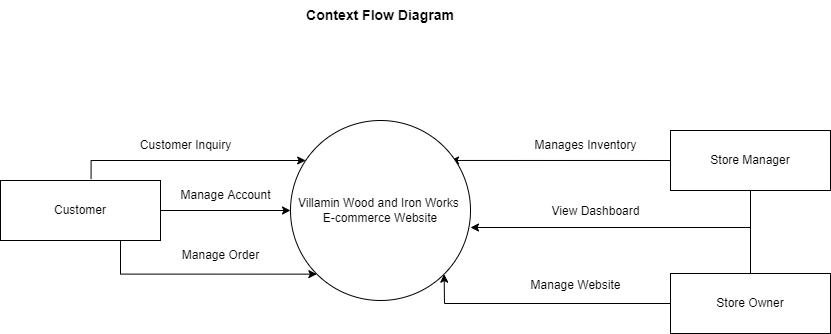 Context Flow Diagram
Customer Inquiry
Manages Inventory
Store Manager
Manage Account
Villamin Wood and Iron Works
E-commerce Website
Customer
View Dashboard
Manage Order
Manage Website
Store Owner